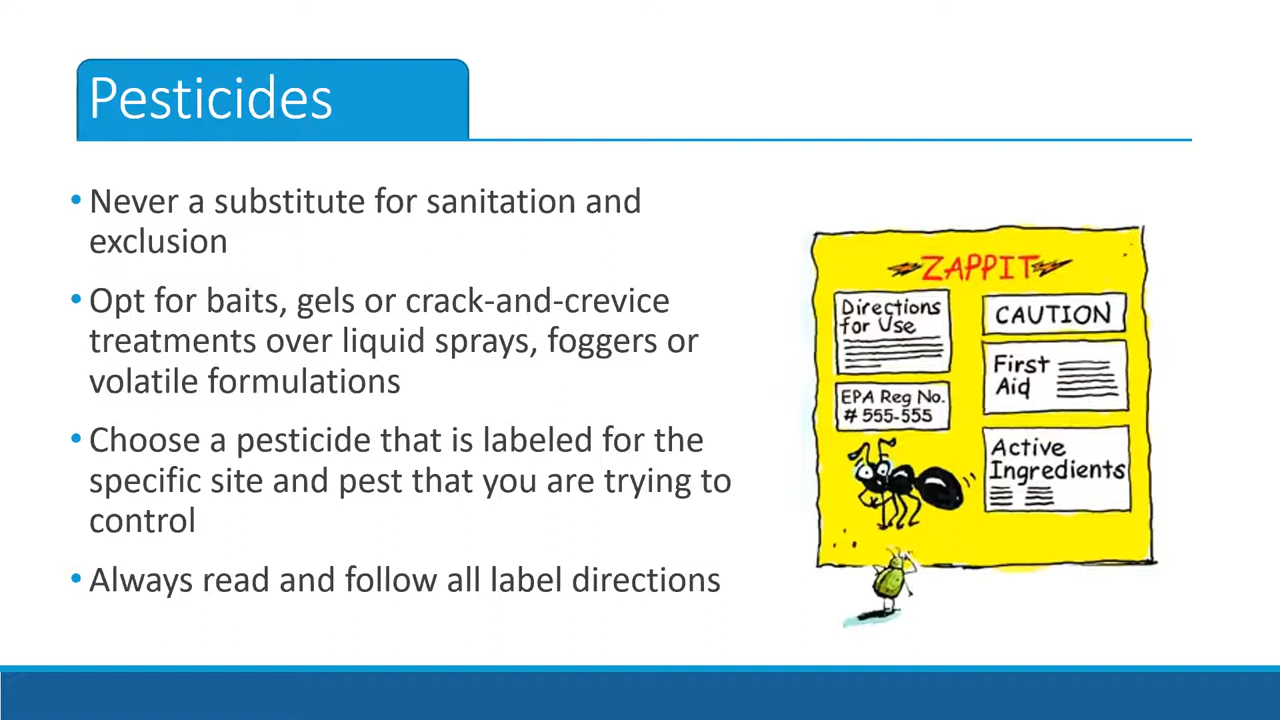 Pesticides
• Never a substitute for sanitation and
exclusion
• Opt for baits, gels or crack-and-crevice
treatments over liquid sprays, foggers or
volatile formulations
• Choose a pesticide that is labeled for the
specific site and pest that you are trying to
control
• Always read and follow all label directions
ZAPPIT
Directions
for Use
EPA Reg No.
# 555-555
CAUTION
First
Aid
Active
Ingredients